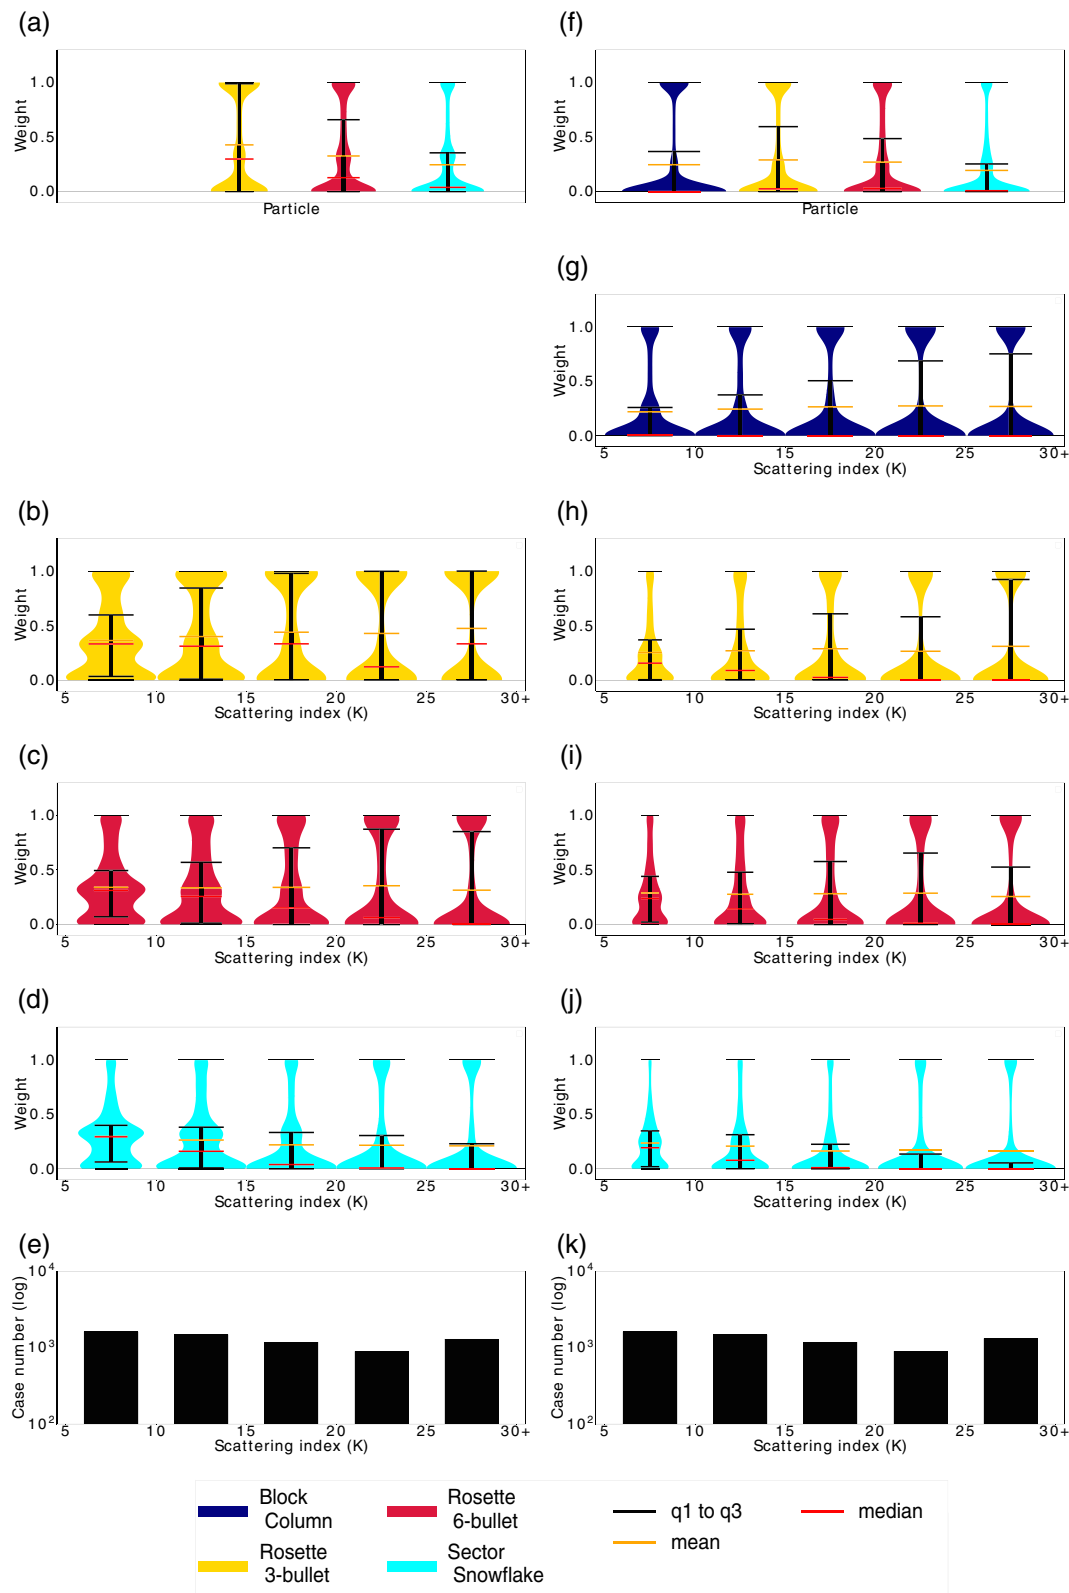 (a)
(f)
1.0
0.5
0.0
Weight
Particle
1.0
0.5
0.0
Weight
Particle
(g)
1.0
0.5
0.0
Weight
5 10 15 20 25 30+
Scattering index (K)
(b)
(h)
1.0
0.5
0.0
Weight
5 10 15 20 25 30+
Scattering index (K)
1.0
0.5
0.0
Weight
5 10 15 20 25 30+
Scattering index (K)
(c)
(i)
1.0
0.5
0.0
Weight
5 10 15 20 25 30+
Scattering index (K)
1.0
0.5
0.0
Weight
5 10 15 20 25 30+
Scattering index (K)
(d)
(j)
1.0
0.5
0.0
Weight
5 10 15 20 25 30+
Scattering index (K)
1.0
0.5
0.0
Weight
5 10 15 20 25 30+
Scattering index (K)
(e)
(k)
10⁴
10³
10²
Case number (log)
5 10 15 20 25 30+
Scattering index (K)
10⁴
10³
10²
Case number (log)
5 10 15 20 25 30+
Scattering index (K)
Block
Column
Rosette
3-bullet
Rosette
6-bullet
Sector
Snowflake
q1 to q3
mean
median